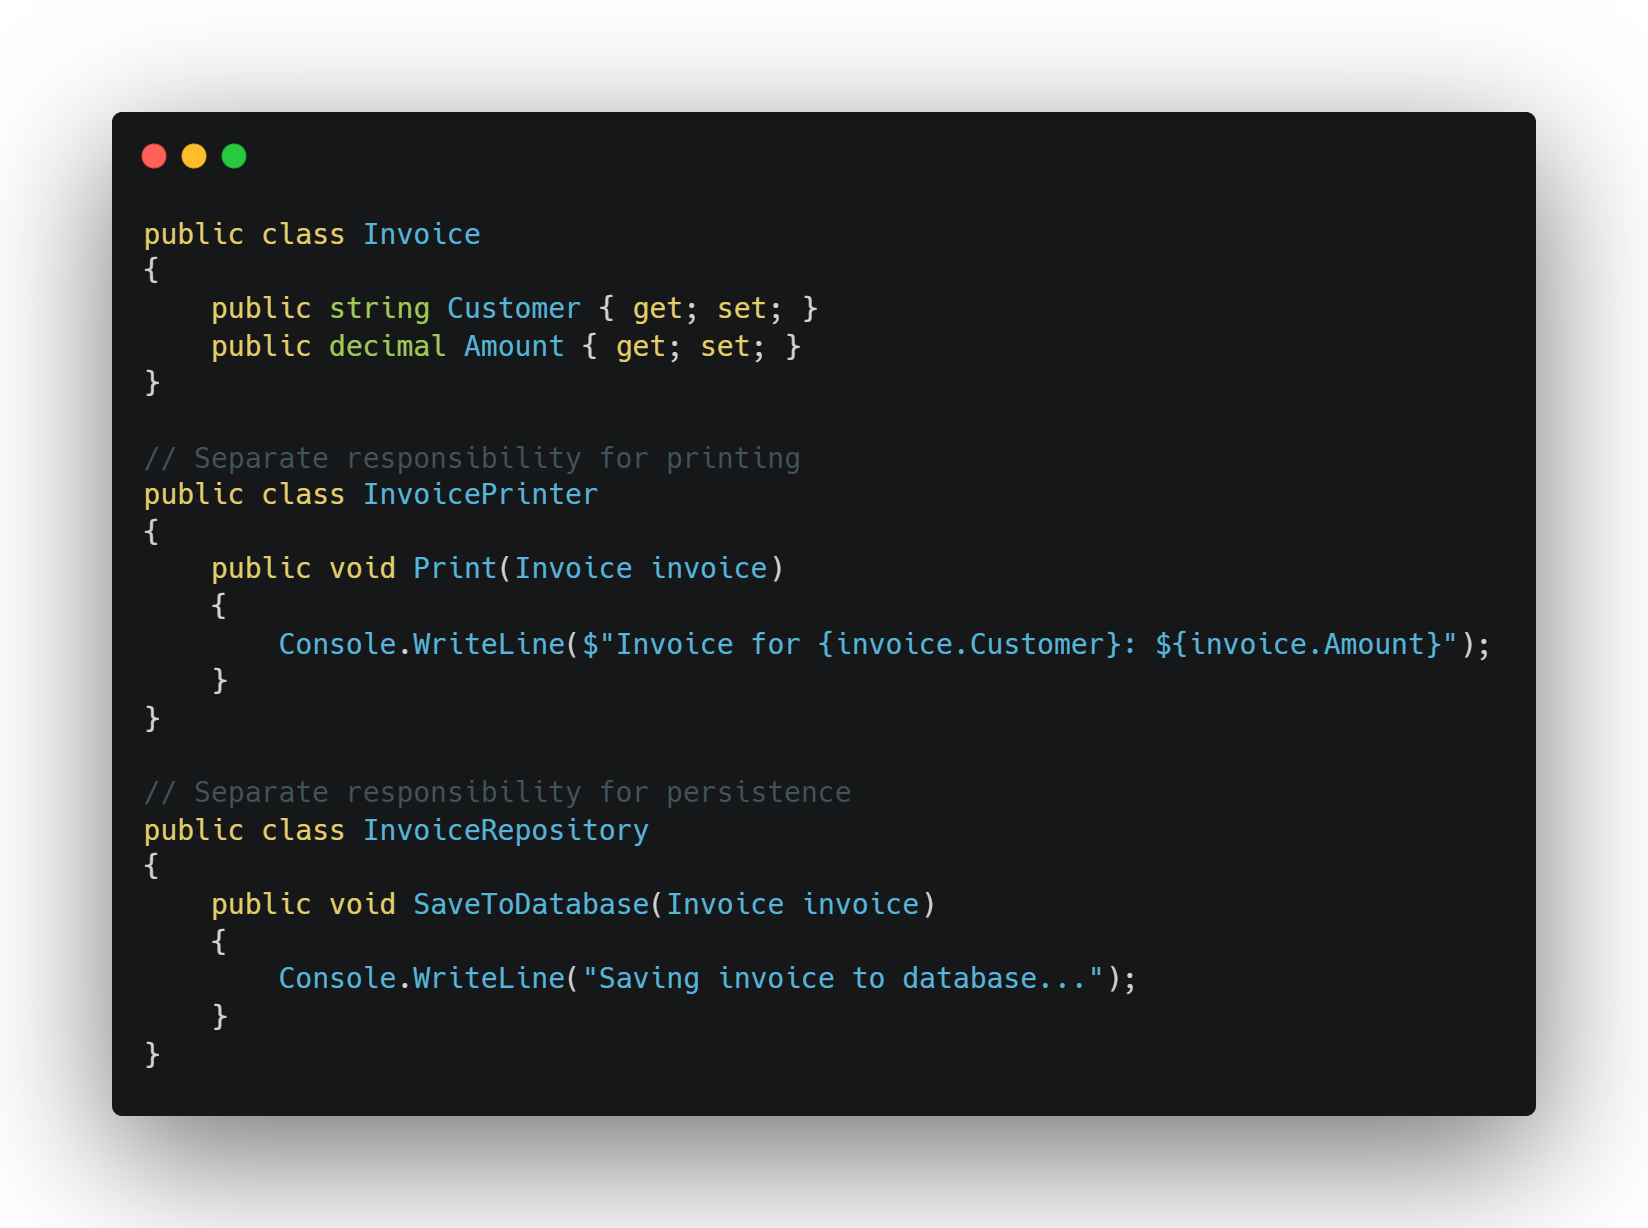 public class Invoice
{
    public string Customer { get; set; }
    public decimal Amount { get; set; }
}

// Separate responsibility for printing
public class InvoicePrinter
{
    public void Print(Invoice invoice)
    {
        Console.WriteLine($"Invoice for {invoice.Customer}: ${invoice.Amount}");
    }
}

// Separate responsibility for persistence
public class InvoiceRepository
{
    public void SaveToDatabase(Invoice invoice)
    {
        Console.WriteLine("Saving invoice to database...");
    }
}